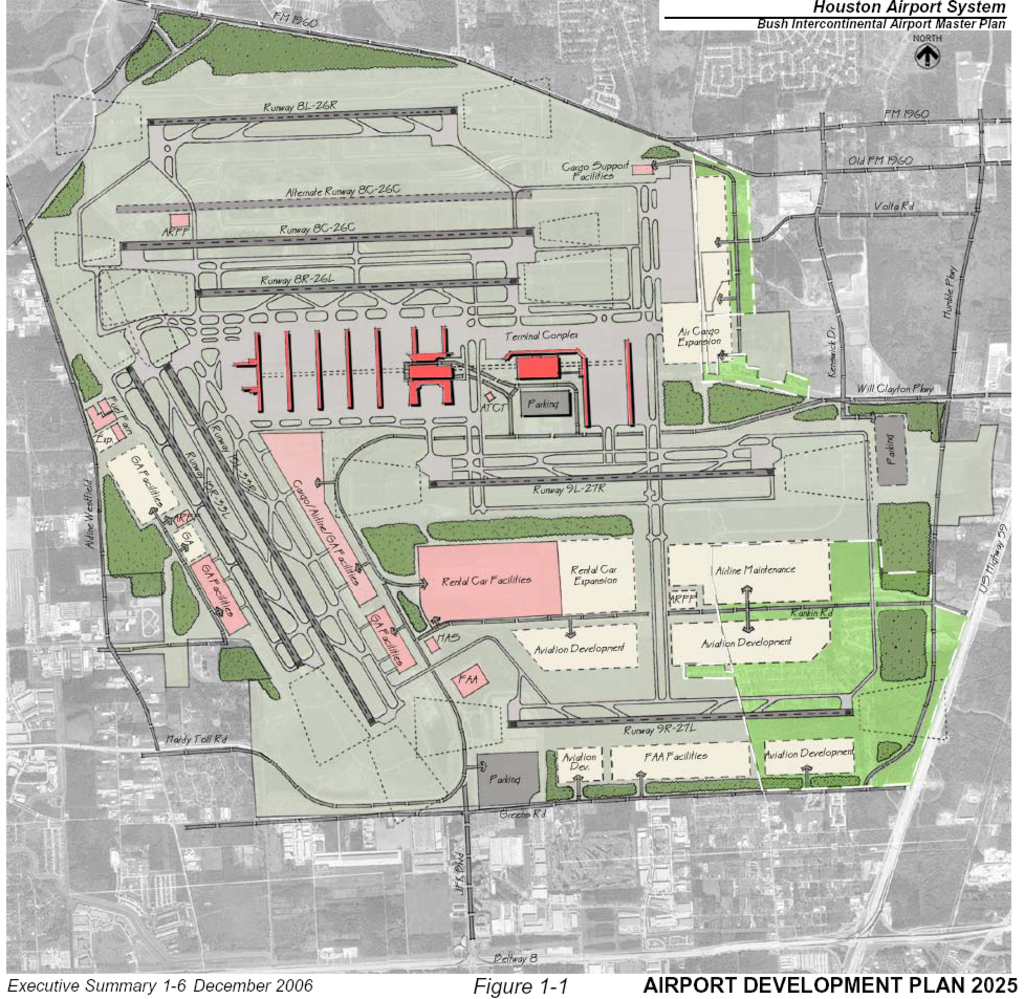 Houston Airport System
Bush Intercontinental Airport Master Plan
NORTH
FM 1960
FM 1960
Old FM 1960
Volta Rd
Runway 8L-26R
Cargo Support
Facilities
Alternate Runway 8C-26C
ARFF
Runway 8C-26C
Runway 8R-26L
Humble Pkwy
Kenswick Dr
Air Cargo
Expansion
Terminal Complex
Will Clayton Pkwy
ATCT
Parking
Parking
Fuel Farm
Exp.
GA Facilities
Runway 15R-33L
Cargo/Airline/GA Facilities
Runway 9L-27R
Aldine Westfield
ARFF
GA
GA Facilities
Rental Car Facilities
Rental Car
Expansion
Airline Maintenance
ARFF
Rankin Rd
US Highway 59
GA Facilities
HAS
Aviation Development
Aviation Development
FAA
Runway 9R-27L
Hardy Toll Rd
Parking
Aviation
Dev.
FAA Facilities
Aviation Development
Greens Rd
JFK Blvd
Beltway 8
Executive Summary 1-6 December 2006
Figure 1-1
AIRPORT DEVELOPMENT PLAN 2025